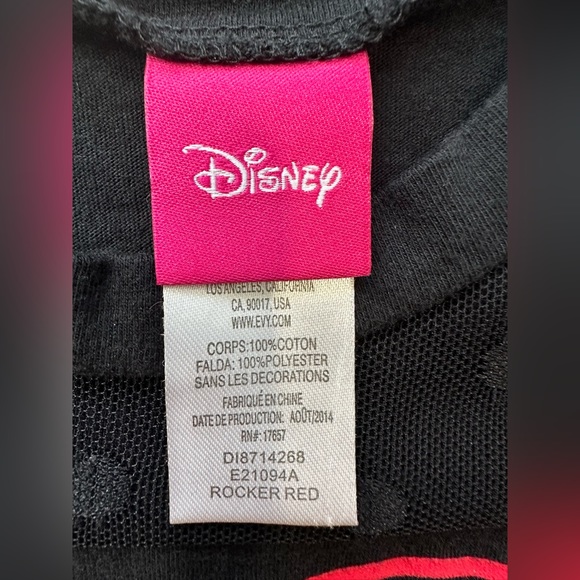 Disney
LOS ANGELES, CALIFORNIA
CA, 90017, USA
WWW.EVY.COM
CORPS:100%COTON
FALDA: 100%POLYESTER
SANS LES DECORATIONS
FABRIQUÉ EN CHINE
DATE DE PRODUCTION: AOÛT/2014
RN#: 17657
DI8714268
E21094A
ROCKER RED